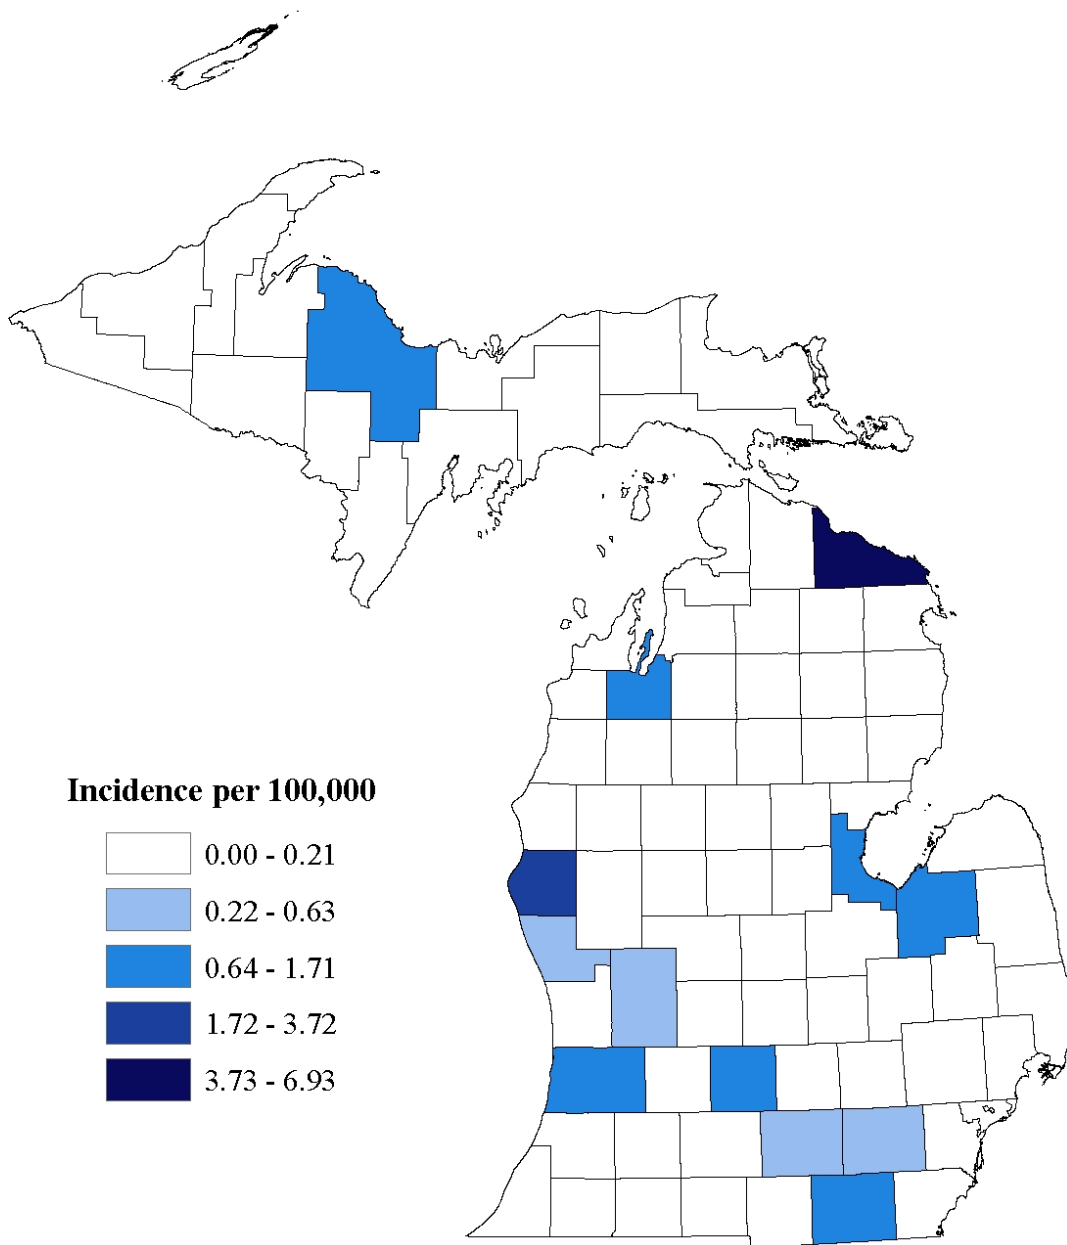 Incidence per 100,000
0.00 - 0.21
0.22 - 0.63
0.64 - 1.71
1.72 - 3.72
3.73 - 6.93